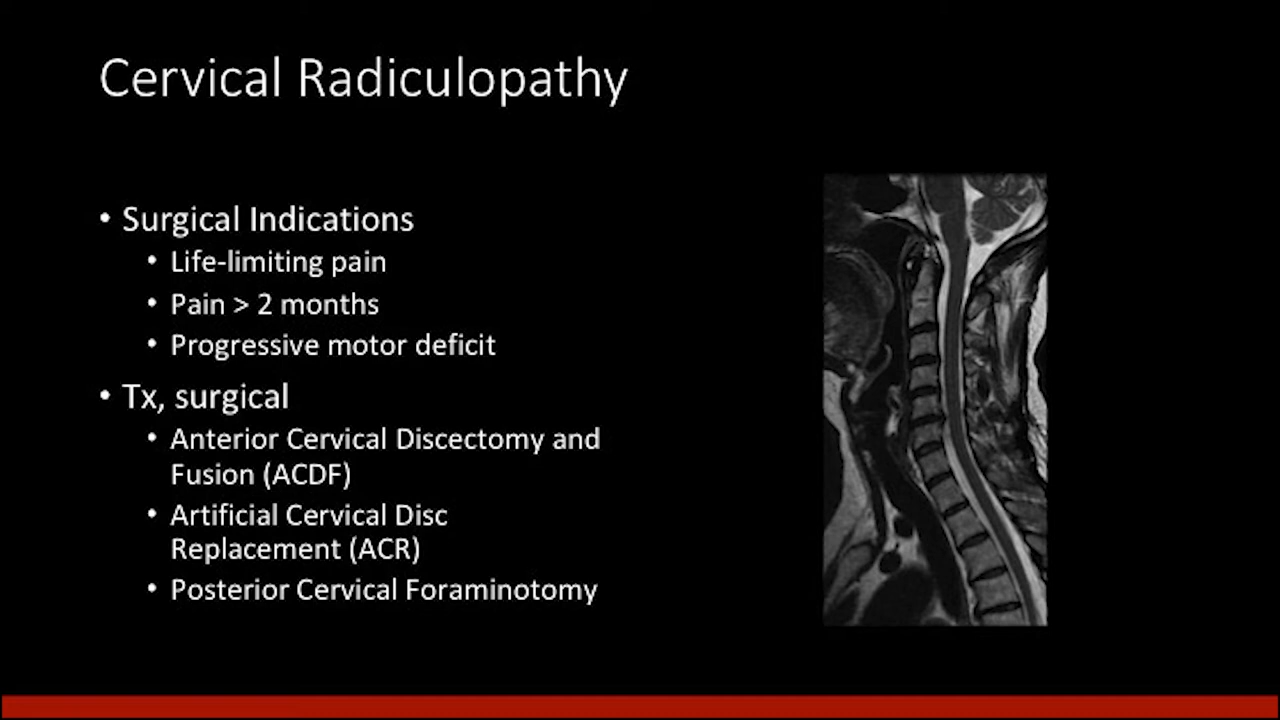 Cervical Radiculopathy
• Surgical Indications
• Life-limiting pain
• Pain > 2 months
• Progressive motor deficit
• Tx, surgical
• Anterior Cervical Discectomy and
Fusion (ACDF)
• Artificial Cervical Disc
Replacement (ACR)
• Posterior Cervical Foraminotomy